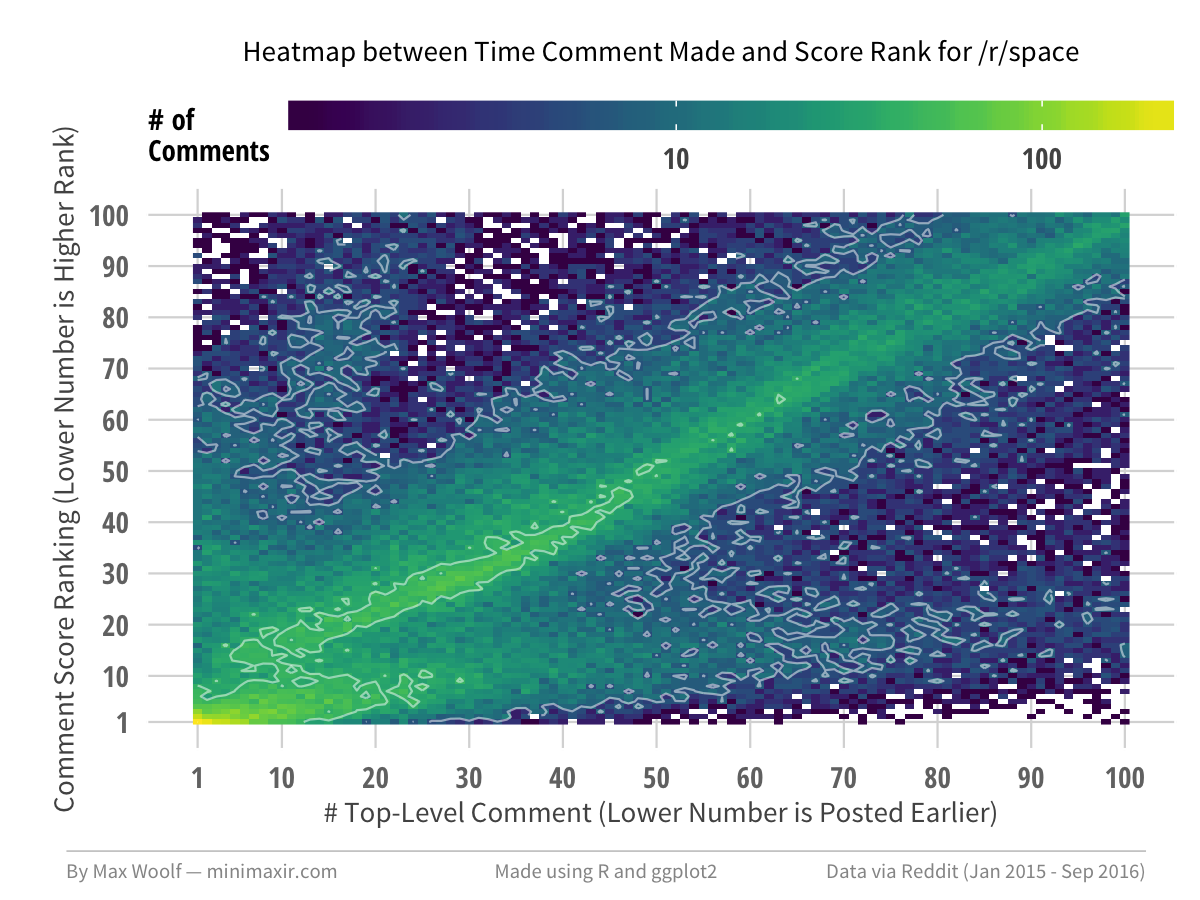 Heatmap between Time Comment Made and Score Rank for /r/space
# of
Comments
10
100
Comment Score Ranking (Lower Number is Higher Rank)
100
90
80
70
60
50
40
30
20
10
1
1 10 20 30 40 50 60 70 80 90 100
# Top-Level Comment (Lower Number is Posted Earlier)
By Max Woolf — minimaxir.com
Made using R and ggplot2
Data via Reddit (Jan 2015 - Sep 2016)